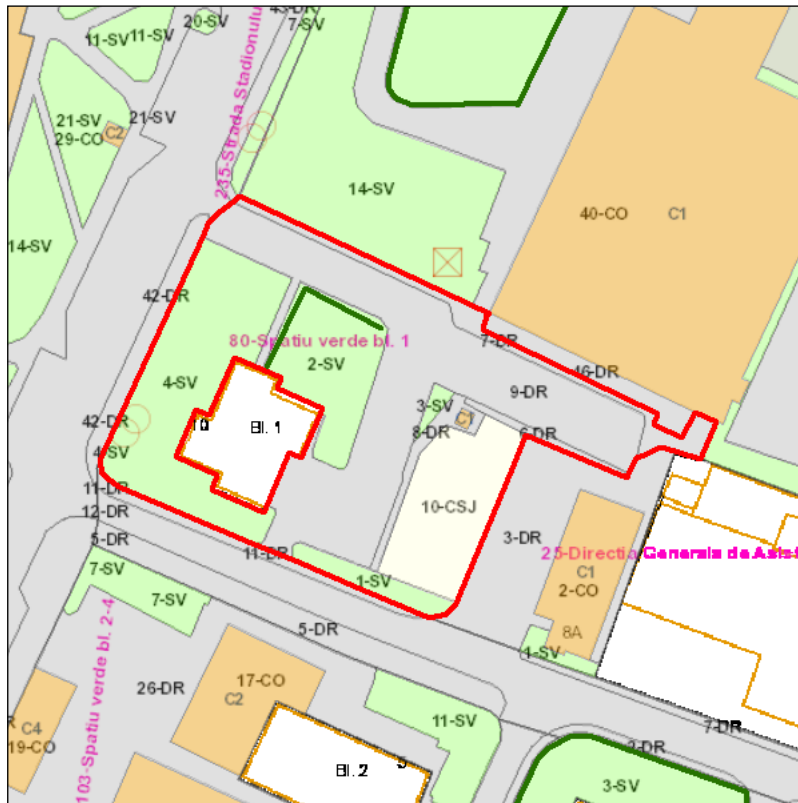 43-DR
20-SV
7-SV
11-SV
11-SV
21-SV
21-SV
29-CO
C2
235-Strada Stadionului
14-SV
40-CO
C1
14-SV
42-DR
80-Spatiu verde bl. 1
7-DR
2-SV
46-DR
4-SV
9-DR
3-SV
42-DR
Bl. 1
8-DR
6-DR
4-SV
11-DR
10-CSJ
12-DR
5-DR
3-DR
11-DR
25-Directia Generala de Asist
C1
7-SV
1-SV
2-CO
7-SV
5-DR
8A
1-SV
103-Spatiu verde bl. 2-4
17-CO
26-DR
C2
11-SV
C4
7-DR
19-CO
2-DR
Bl. 2
5
3-SV